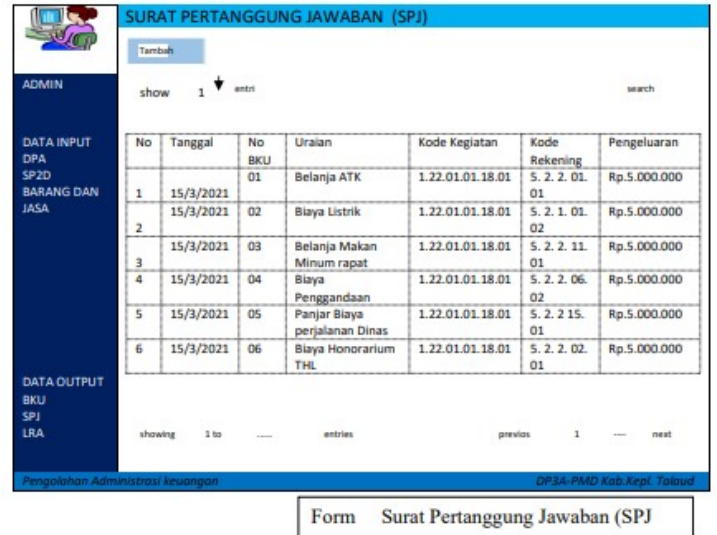 SURAT PERTANGGUNG JAWABAN (SPJ)
Tambah
ADMIN
show 1 entri search
DATA INPUT
DPA
SP2D
BARANG DAN
JASA
No Tanggal No BKU Uraian Kode Kegiatan Kode Rekening Pengeluaran
1 15/3/2021 01 Belanja ATK 1.22.01.01.18.01 5. 2. 2. 01. 01 Rp.5.000.000
2 15/3/2021 02 Biaya Listrik 1.22.01.01.18.01 5. 2. 1. 01. 02 Rp.5.000.000
3 15/3/2021 03 Belanja Makan Minum rapat 1.22.01.01.18.01 5. 2. 2. 11. 01 Rp.5.000.000
4 15/3/2021 04 Biaya Penggandaan 1.22.01.01.18.01 5. 2. 2. 06. 02 Rp.5.000.000
5 15/3/2021 05 Panjar Biaya perjalanan Dinas 1.22.01.01.18.01 5. 2. 2 15. 01 Rp.5.000.000
6 15/3/2021 06 Biaya Honorarium THL 1.22.01.01.18.01 5. 2. 2. 02. 01 Rp.5.000.000
DATA OUTPUT
BKU
SPJ
LRA
showing 1 to ...... entries previos 1 ---- next
Pengolahan Administrasi keuangan DP3A-PMD Kab.Kepl. Talaud
Form Surat Pertanggung Jawaban (SPJ